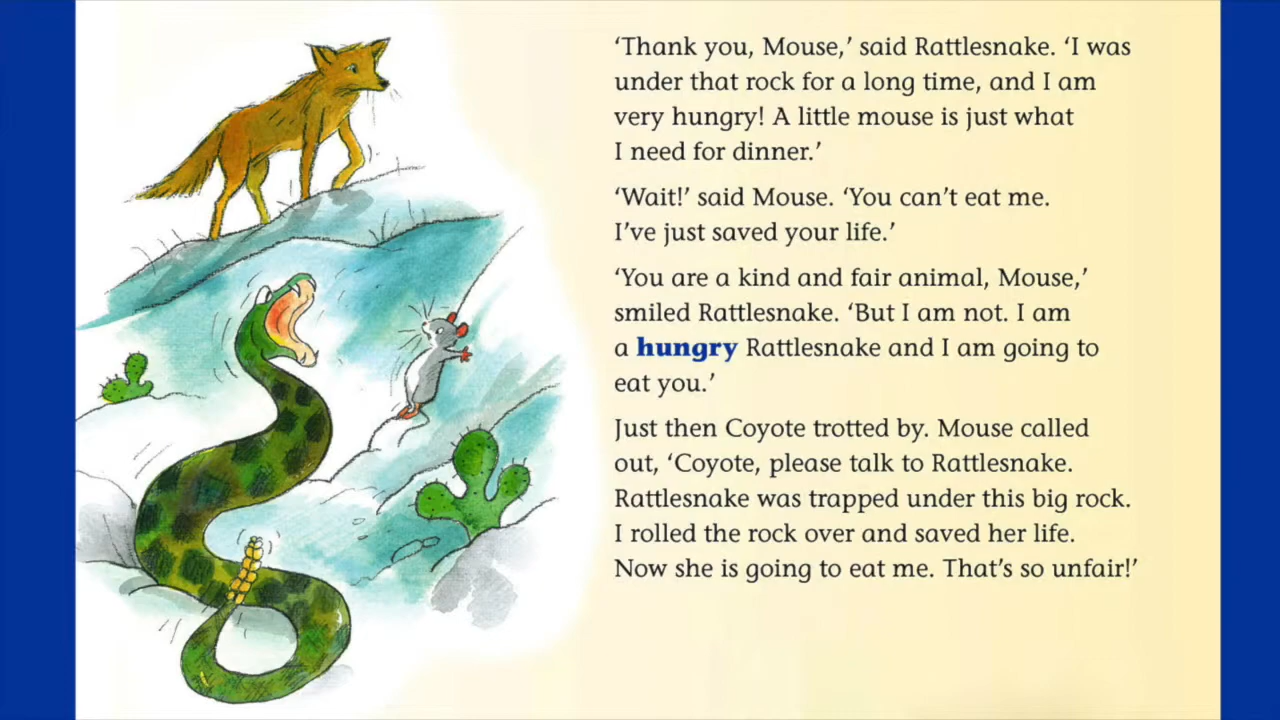 ‘Thank you, Mouse,’ said Rattlesnake. ‘I was
under that rock for a long time, and I am
very hungry! A little mouse is just what
I need for dinner.’
‘Wait!’ said Mouse. ‘You can’t eat me.
I’ve just saved your life.’
‘You are a kind and fair animal, Mouse,’
smiled Rattlesnake. ‘But I am not. I am
a hungry Rattlesnake and I am going to
eat you.’
Just then Coyote trotted by. Mouse called
out, ‘Coyote, please talk to Rattlesnake.
Rattlesnake was trapped under this big rock.
I rolled the rock over and saved her life.
Now she is going to eat me. That’s so unfair!’